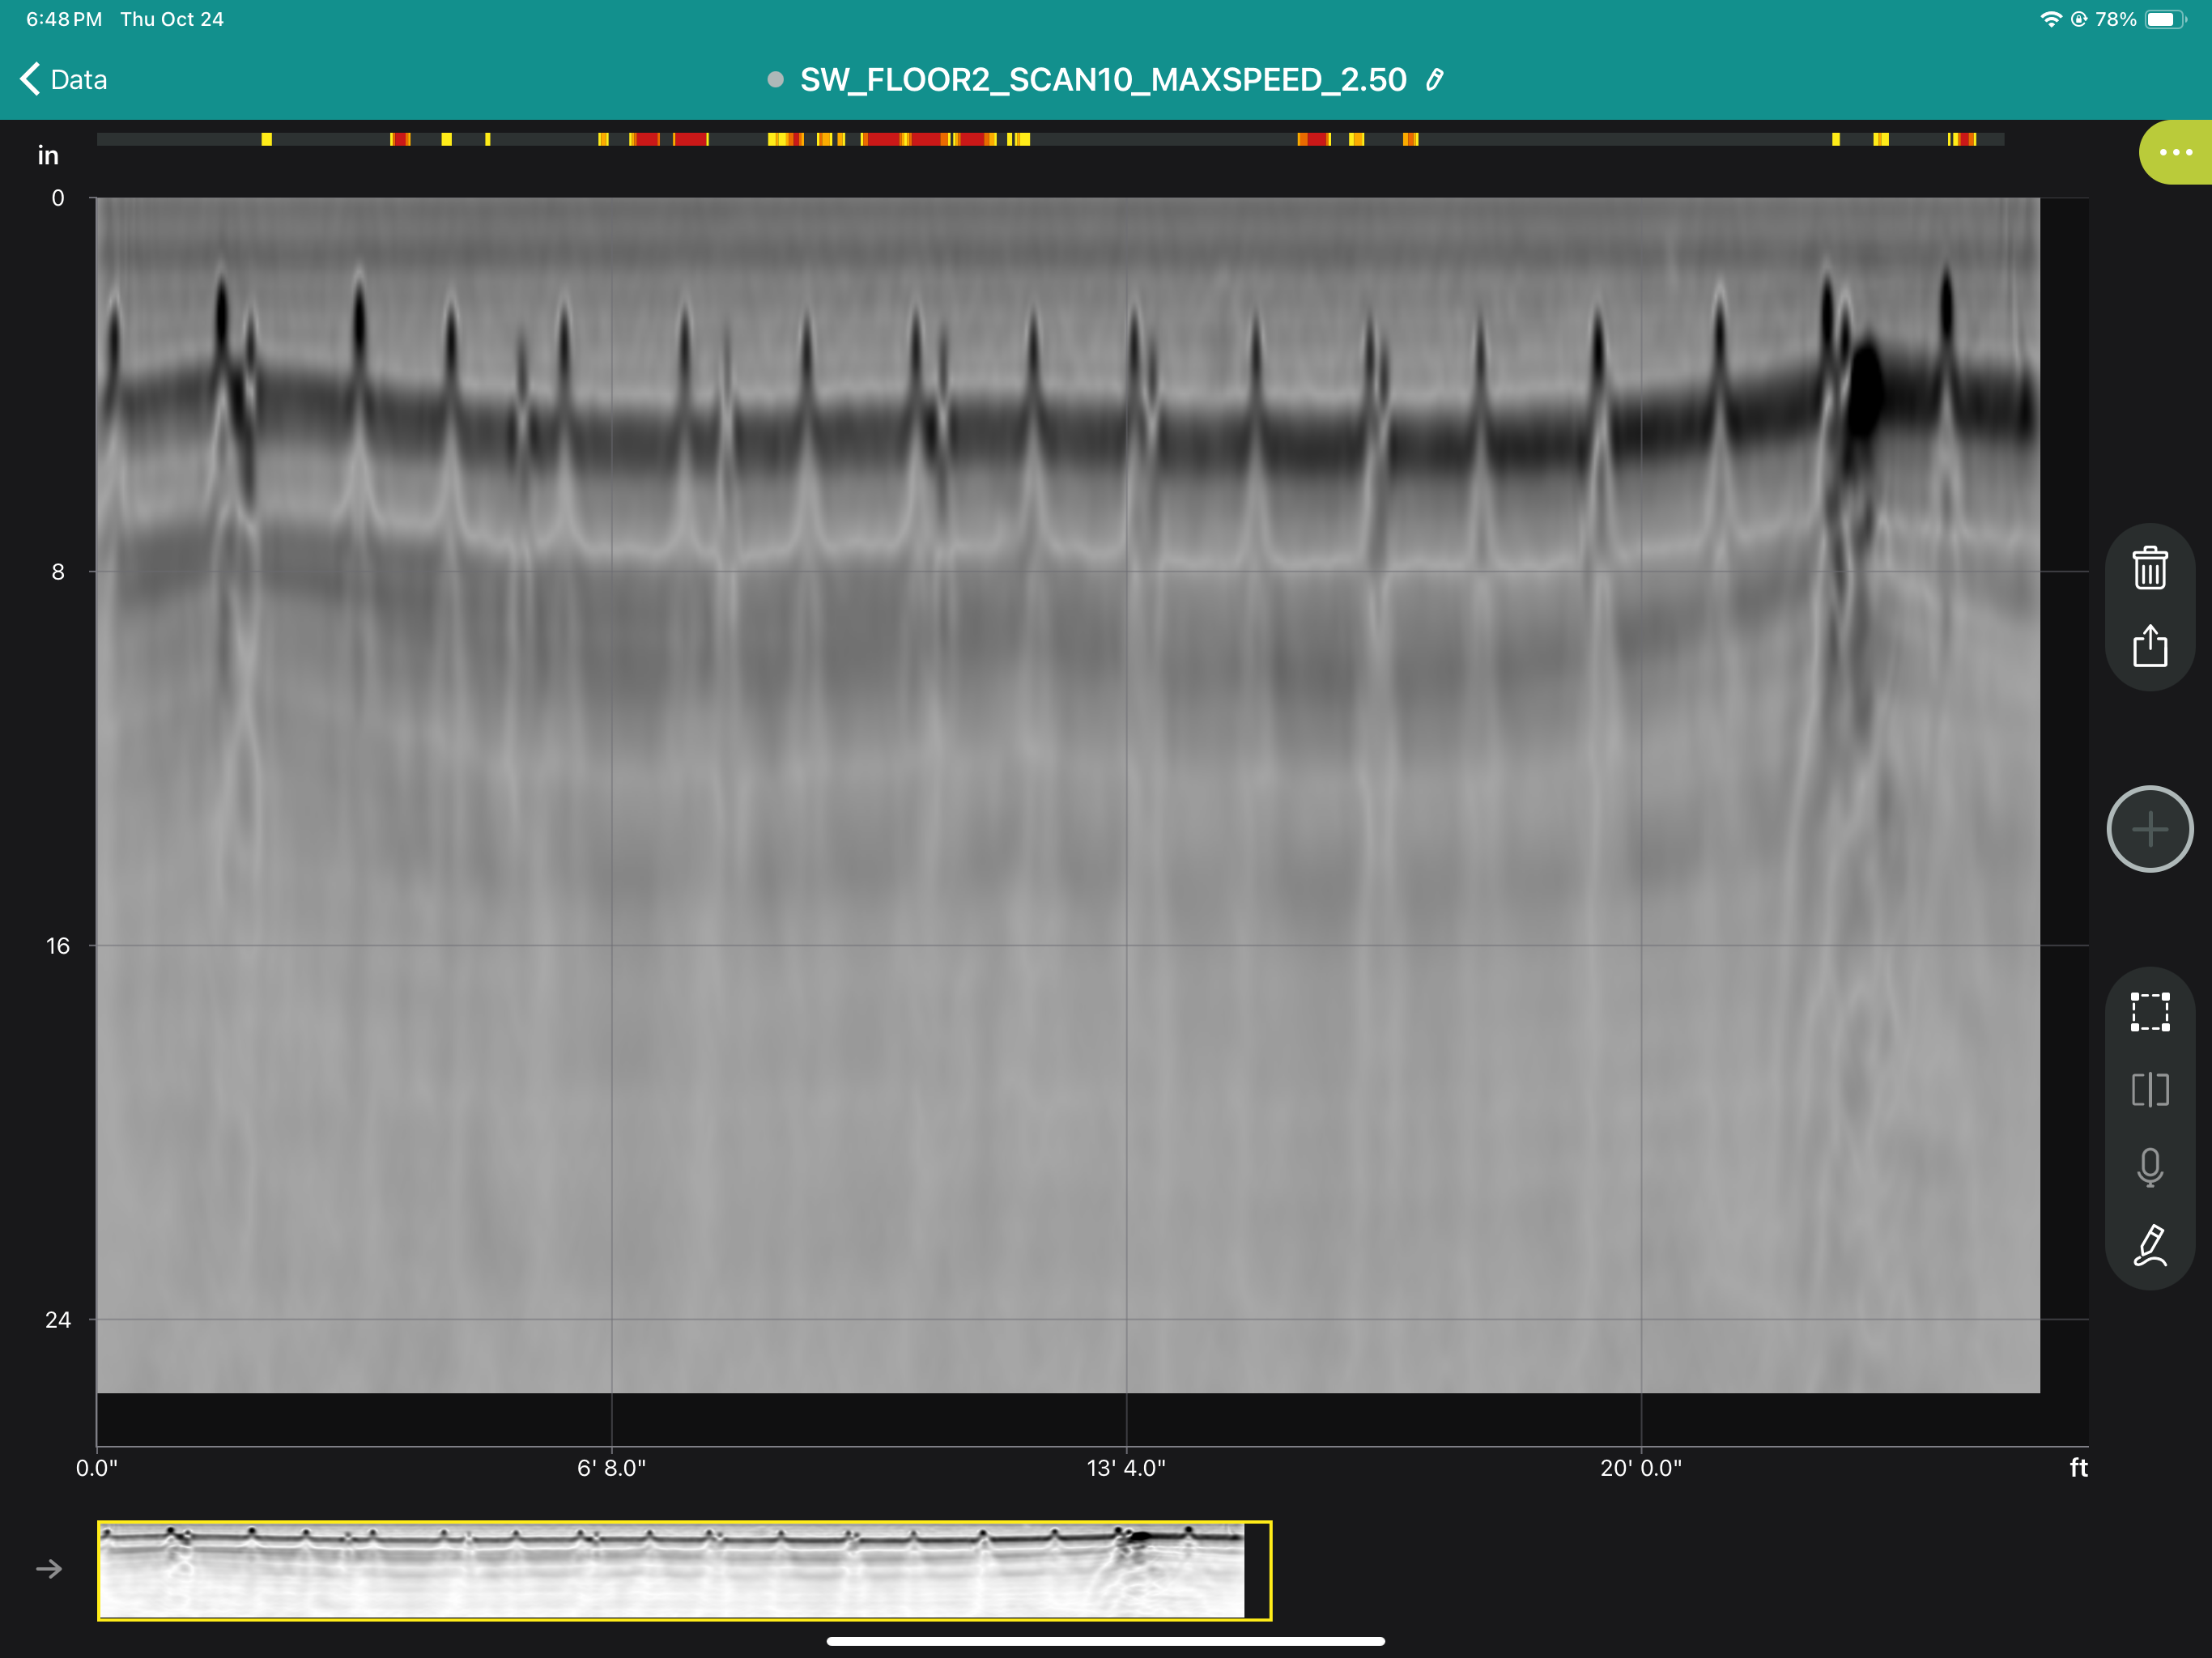 6:48 PM Thu Oct 24
78%
Data
SW_FLOOR2_SCAN10_MAXSPEED_2.50
in
0
8
16
24
0.0" 6' 8.0" 13' 4.0" 20' 0.0" ft